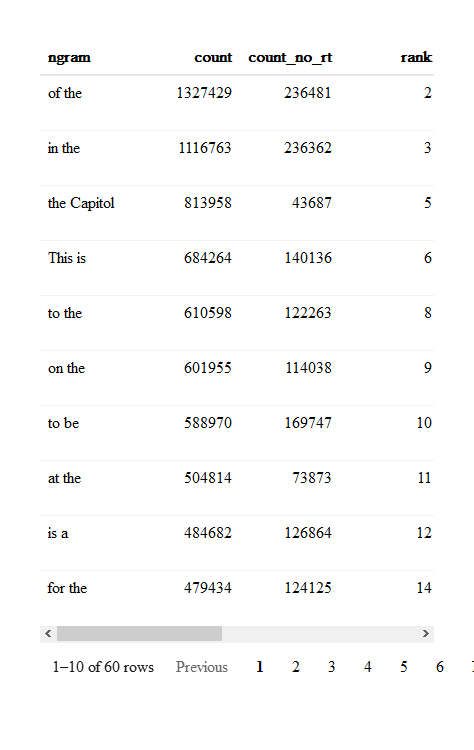 ngram count count_no_rt rank
of the 1327429 236481 2
in the 1116763 236362 3
the Capitol 813958 43687 5
This is 684264 140136 6
to the 610598 122263 8
on the 601955 114038 9
to be 588970 169747 10
at the 504814 73873 11
is a 484682 126864 12
for the 479434 124125 14
1–10 of 60 rows Previous 1 2 3 4 5 6